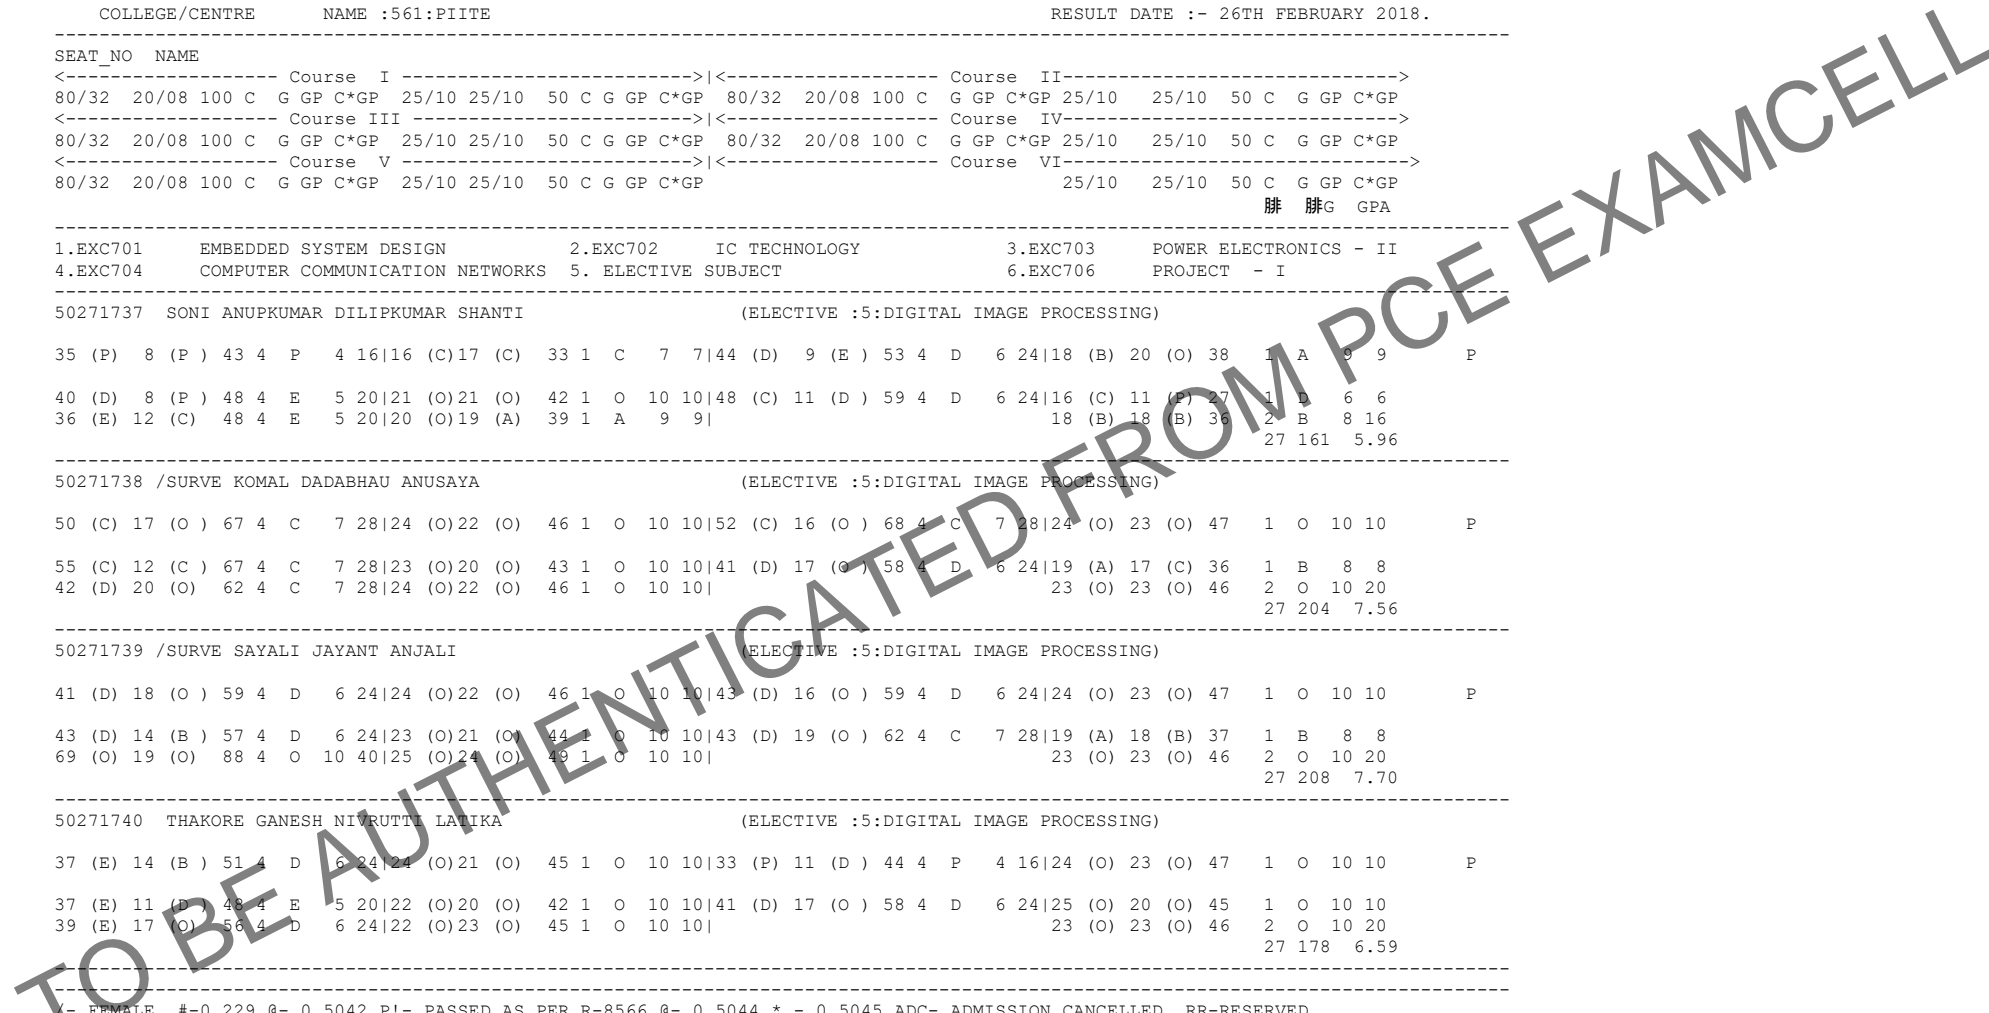 COLLEGE/CENTRE NAME :561:PIITE RESULT DATE :- 26TH FEBRUARY 2018.
----------------------------------------------------------------------------------------------------------------------------------
SEAT_NO NAME
<------------------- Course I -------------------------->|<------------------- Course II------------------------------>
80/32 20/08 100 C G GP C*GP 25/10 25/10 50 C G GP C*GP 80/32 20/08 100 C G GP C*GP 25/10 25/10 50 C G GP C*GP
<------------------- Course III ------------------------->|<------------------- Course IV------------------------------>
80/32 20/08 100 C G GP C*GP 25/10 25/10 50 C G GP C*GP 80/32 20/08 100 C G GP C*GP 25/10 25/10 50 C G GP C*GP
<------------------- Course V -------------------------->|<------------------- Course VI------------------------------->
80/32 20/08 100 C G GP C*GP 25/10 25/10 50 C G GP C*GP 25/10 25/10 50 C G GP C*GP
腓 腓G GPA
----------------------------------------------------------------------------------------------------------------------------------
1.EXC701 EMBEDDED SYSTEM DESIGN 2.EXC702 IC TECHNOLOGY 3.EXC703 POWER ELECTRONICS - II
4.EXC704 COMPUTER COMMUNICATION NETWORKS 5. ELECTIVE SUBJECT 6.EXC706 PROJECT - I
----------------------------------------------------------------------------------------------------------------------------------
50271737 SONI ANUPKUMAR DILIPKUMAR SHANTI (ELECTIVE :5:DIGITAL IMAGE PROCESSING)
35 (P) 8 (P ) 43 4 P 4 16|16 (C)17 (C) 33 1 C 7 7|44 (D) 9 (E ) 53 4 D 6 24|18 (B) 20 (O) 38 1 A 9 9 P
40 (D) 8 (P ) 48 4 E 5 20|21 (O)21 (O) 42 1 O 10 10|48 (C) 11 (D ) 59 4 D 6 24|16 (C) 11 (P) 27 1 D 6 6
36 (E) 12 (C) 48 4 E 5 20|20 (O)19 (A) 39 1 A 9 9| 18 (B) 18 (B) 36 2 B 8 16
27 161 5.96
----------------------------------------------------------------------------------------------------------------------------------
50271738 /SURVE KOMAL DADABHAU ANUSAYA (ELECTIVE :5:DIGITAL IMAGE PROCESSING)
50 (C) 17 (O ) 67 4 C 7 28|24 (O)22 (O) 46 1 O 10 10|52 (C) 16 (O ) 68 4 C 7 28|24 (O) 23 (O) 47 1 O 10 10 P
55 (C) 12 (C ) 67 4 C 7 28|23 (O)20 (O) 43 1 O 10 10|41 (D) 17 (O ) 58 4 D 6 24|19 (A) 17 (C) 36 1 B 8 8
42 (D) 20 (O) 62 4 C 7 28|24 (O)22 (O) 46 1 O 10 10| 23 (O) 23 (O) 46 2 O 10 20
27 204 7.56
----------------------------------------------------------------------------------------------------------------------------------
50271739 /SURVE SAYALI JAYANT ANJALI (ELECTIVE :5:DIGITAL IMAGE PROCESSING)
41 (D) 18 (O ) 59 4 D 6 24|24 (O)22 (O) 46 1 O 10 10|43 (D) 16 (O ) 59 4 D 6 24|24 (O) 23 (O) 47 1 O 10 10 P
43 (D) 14 (B ) 57 4 D 6 24|23 (O)21 (O) 44 1 O 10 10|43 (D) 19 (O ) 62 4 C 7 28|19 (A) 18 (B) 37 1 B 8 8
69 (O) 19 (O) 88 4 O 10 40|25 (O)24 (O) 49 1 O 10 10| 23 (O) 23 (O) 46 2 O 10 20
27 208 7.70
----------------------------------------------------------------------------------------------------------------------------------
50271740 THAKORE GANESH NIVRUTTI LATIKA (ELECTIVE :5:DIGITAL IMAGE PROCESSING)
37 (E) 14 (B ) 51 4 D 6 24|24 (O)21 (O) 45 1 O 10 10|33 (P) 11 (D ) 44 4 P 4 16|24 (O) 23 (O) 47 1 O 10 10 P
37 (E) 11 (D ) 48 4 E 5 20|22 (O)20 (O) 42 1 O 10 10|41 (D) 17 (O ) 58 4 D 6 24|25 (O) 20 (O) 45 1 O 10 10
39 (E) 17 (O) 56 4 D 6 24|22 (O)23 (O) 45 1 O 10 10| 23 (O) 23 (O) 46 2 O 10 20
27 178 6.59
----------------------------------------------------------------------------------------------------------------------------------
----------------------------------------------------------------------------------------------------------------------------------
/- FEMALE, #-0.229 @- 0.5042 P!- PASSED AS PER R-8566 @- 0.5044 * - 0.5045 ADC- ADMISSION CANCELLED, RR-RESERVED
TO BE AUTHENTICATED FROM PCE EXAMCELL